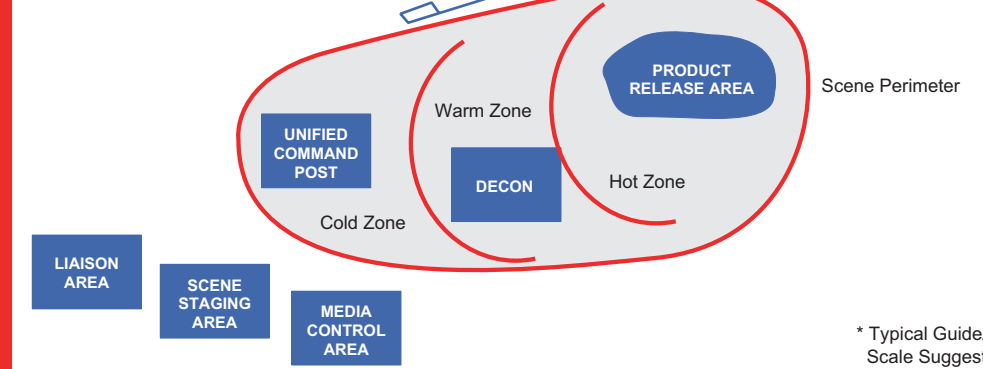 PRODUCT
RELEASE AREA
Scene Perimeter
Warm Zone
UNIFIED
COMMAND
POST
DECON
Hot Zone
Cold Zone
LIAISON
AREA
SCENE
STAGING
AREA
MEDIA
CONTROL
AREA
* Typical Guide
Scale Suggest